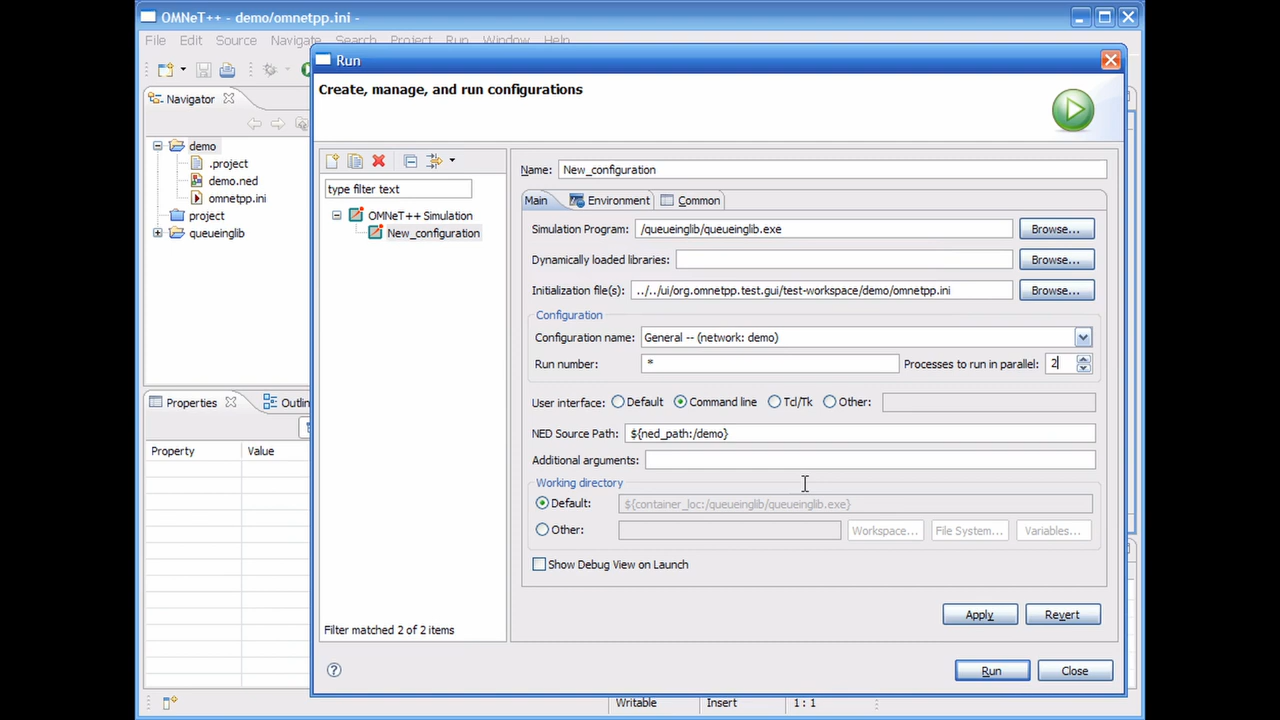 OMNeT++ - demo/omnetpp.ini -
File Edit Source Navigate Search Project Run Window Help
Run
Create, manage, and run configurations
Navigator
demo
.project
demo.ned
omnetpp.ini
project
queueinglib
Properties
Outlin
Property Value
type filter text
OMNeT++ Simulation
New_configuration
Filter matched 2 of 2 items
Name: New_configuration
Main Environment Common
Simulation Program: /queueinglib/queueinglib.exe Browse...
Dynamically loaded libraries: Browse...
Initialization file(s): ../../ui/org.omnetpp.test.gui/test-workspace/demo/omnetpp.ini Browse...
Configuration
Configuration name: General -- (network: demo)
Run number: * Processes to run in parallel: 2
User interface: Default Command line Tcl/Tk Other:
NED Source Path: ${ned_path:/demo}
Additional arguments:
Working directory
Default: ${container_loc:/queueinglib/queueinglib.exe}
Other: Workspace... File System... Variables...
Show Debug View on Launch
Apply Revert
Run Close
Writable Insert 1 : 1